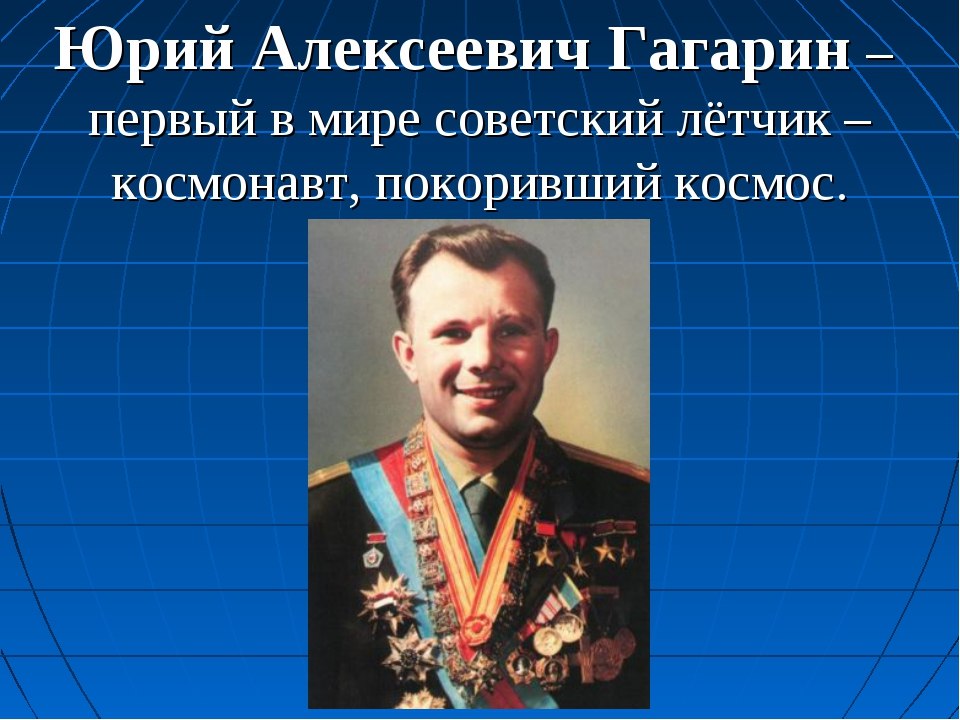 Юрий Алексеевич Гагарин –
первый в мире советский лётчик –
космонавт, покоривший космос.